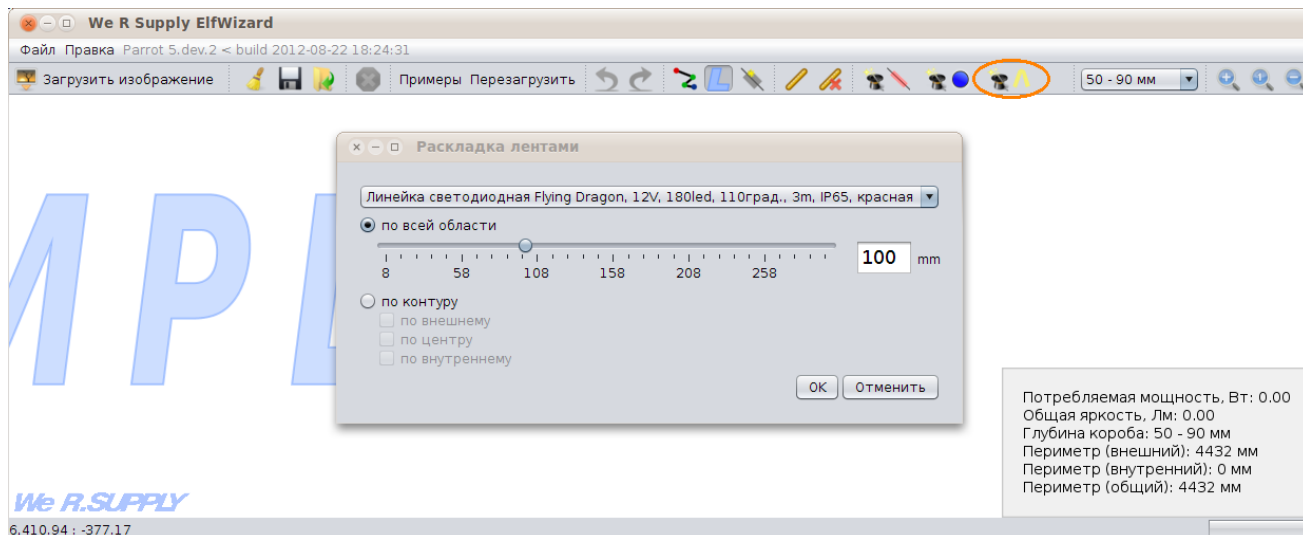 We R Supply ElfWizard
Файл Правка Parrot 5.dev.2 < build 2012-08-22 18:24:31
Загрузить изображение Примеры Перезагрузить 50 - 90 мм
Раскладка лентами
Линейка светодиодная Flying Dragon, 12V, 180led, 110град., 3m, IP65, красная
по всей области
100 mm
8 58 108 158 208 258
по контуру
по внешнему
по центру
по внутреннему
OK Отменить
Потребляемая мощность, Вт: 0.00
Общая яркость, Лм: 0.00
Глубина короба: 50 - 90 мм
Периметр (внешний): 4432 мм
Периметр (внутренний): 0 мм
Периметр (общий): 4432 мм
We R.SUPPLY
6,410.94 : -377.17